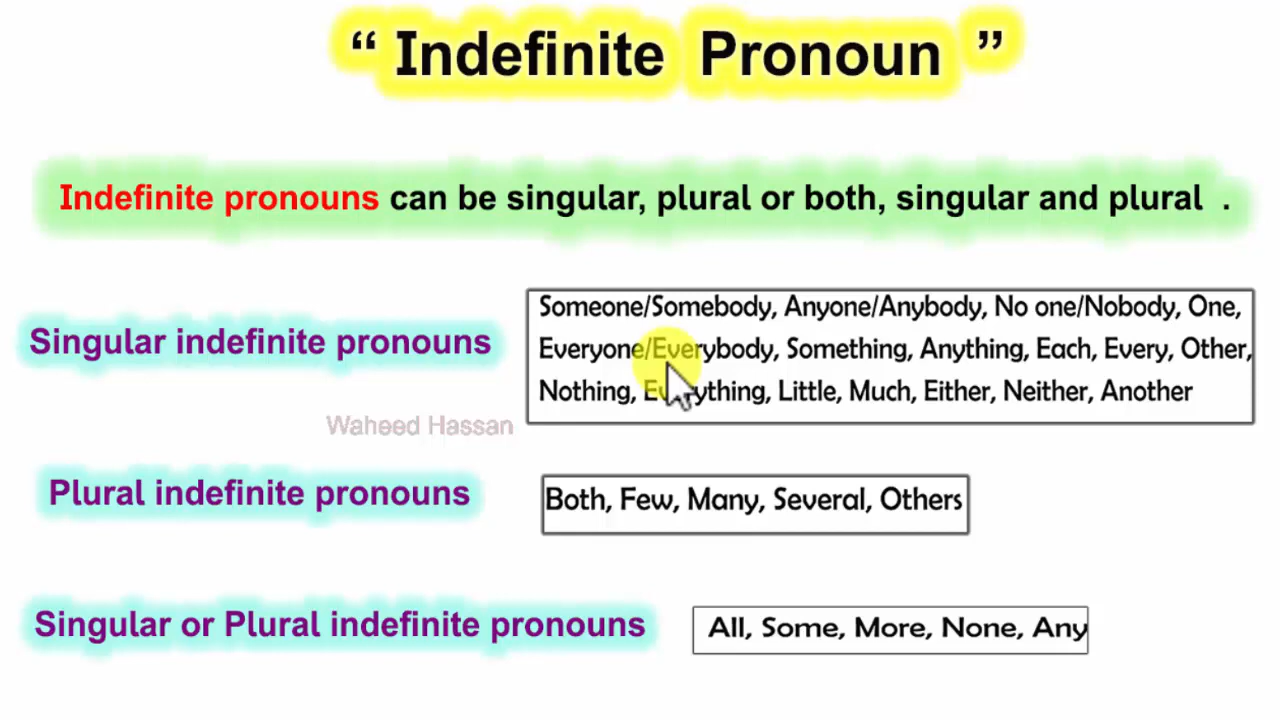 “ Indefinite Pronoun ”
Indefinite pronouns can be singular, plural or both, singular and plural .
Singular indefinite pronouns
Someone/Somebody, Anyone/Anybody, No one/Nobody, One,
Everyone/Everybody, Something, Anything, Each, Every, Other,
Nothing, Everything, Little, Much, Either, Neither, Another
Waheed Hassan
Plural indefinite pronouns
Both, Few, Many, Several, Others
Singular or Plural indefinite pronouns
All, Some, More, None, Any